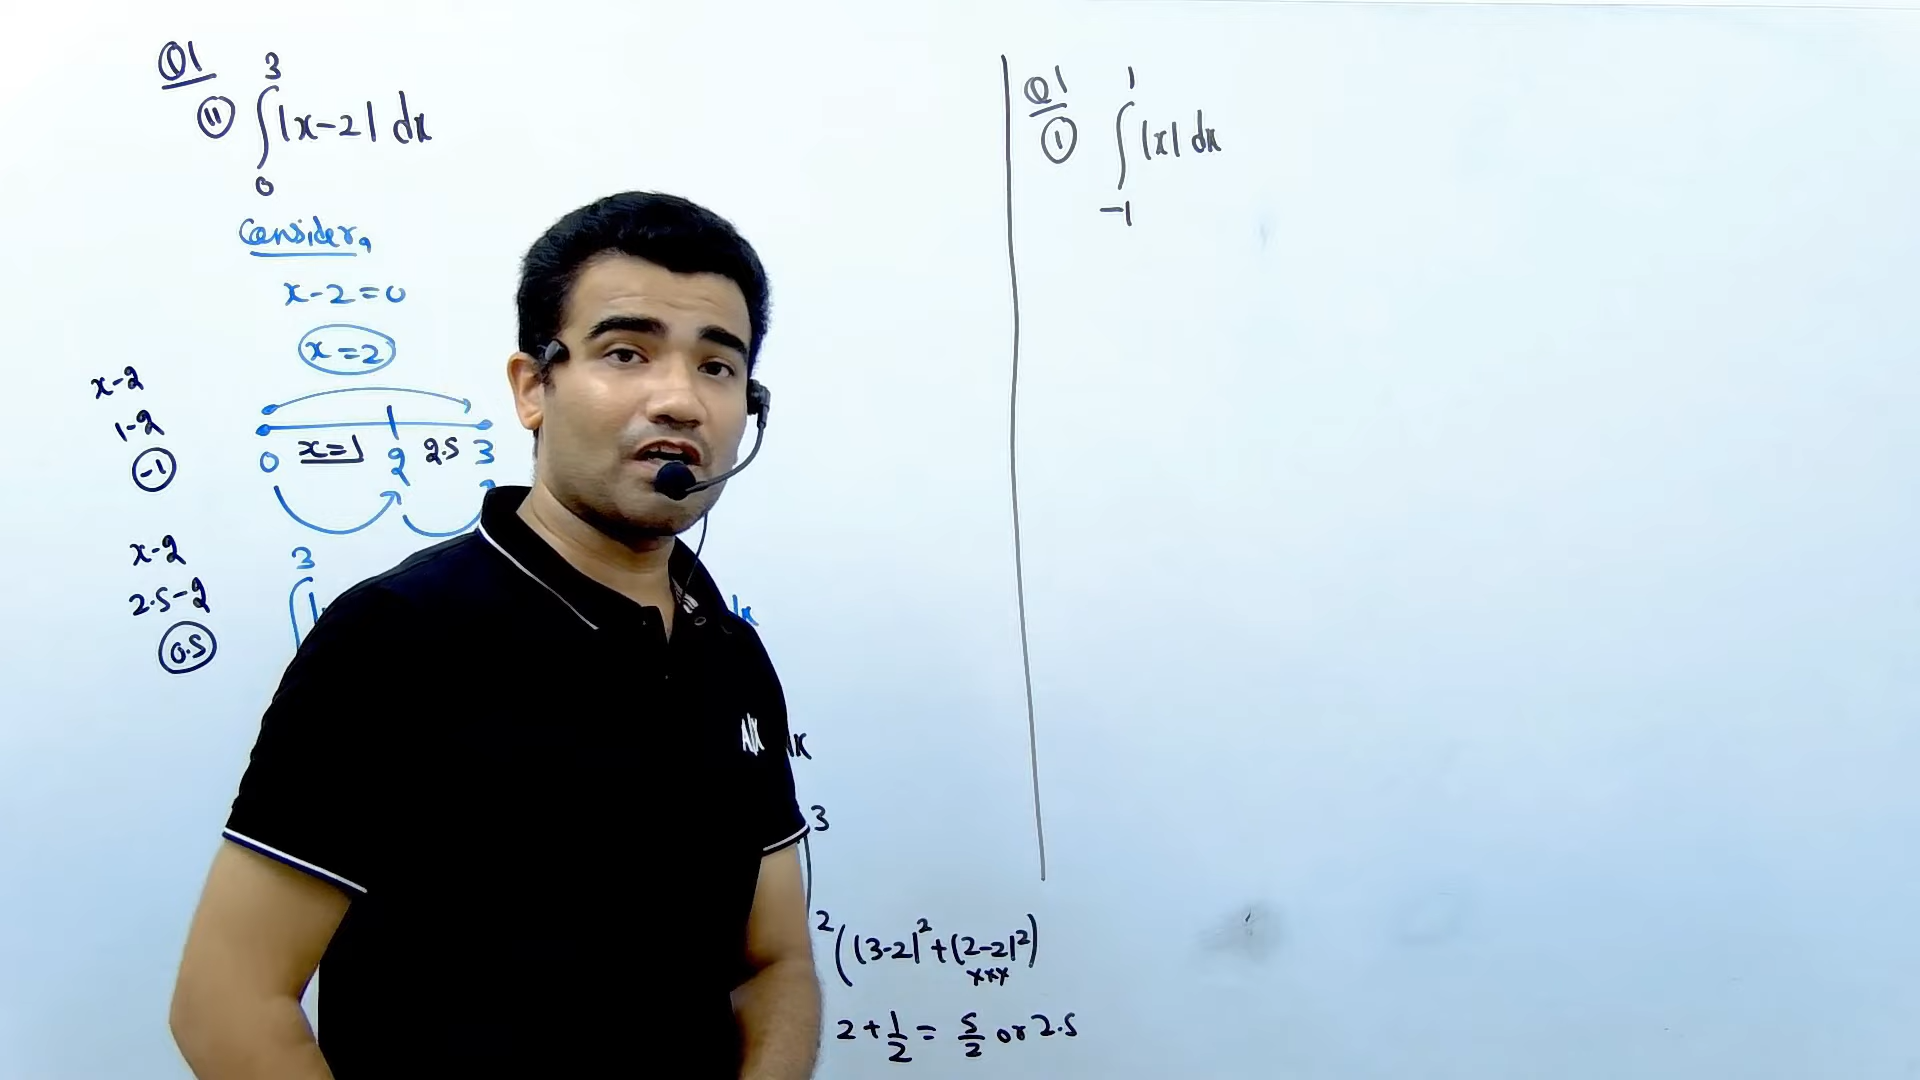 Q1
(ii) ∫₀³ |x-2| dx
Consider,
x-2=0
x=2
x-2
1-2
-1
0 x=1 2 2.5 3
x-2
2.5-2
0.5
3
∫
dx
dx
3
2 ((3-2)² + (2-2)²)
xxx
2 + 1/2 = 5/2 or 2.5
Q1
(i) ∫₋₁¹ |x| dx
A|X